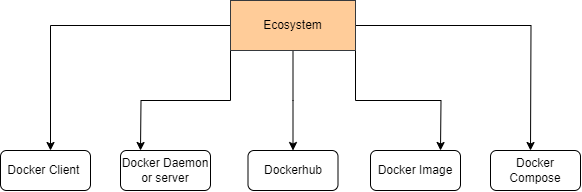 Ecosystem
Docker Client
Docker Daemon
or server
Dockerhub
Docker Image
Docker
Compose